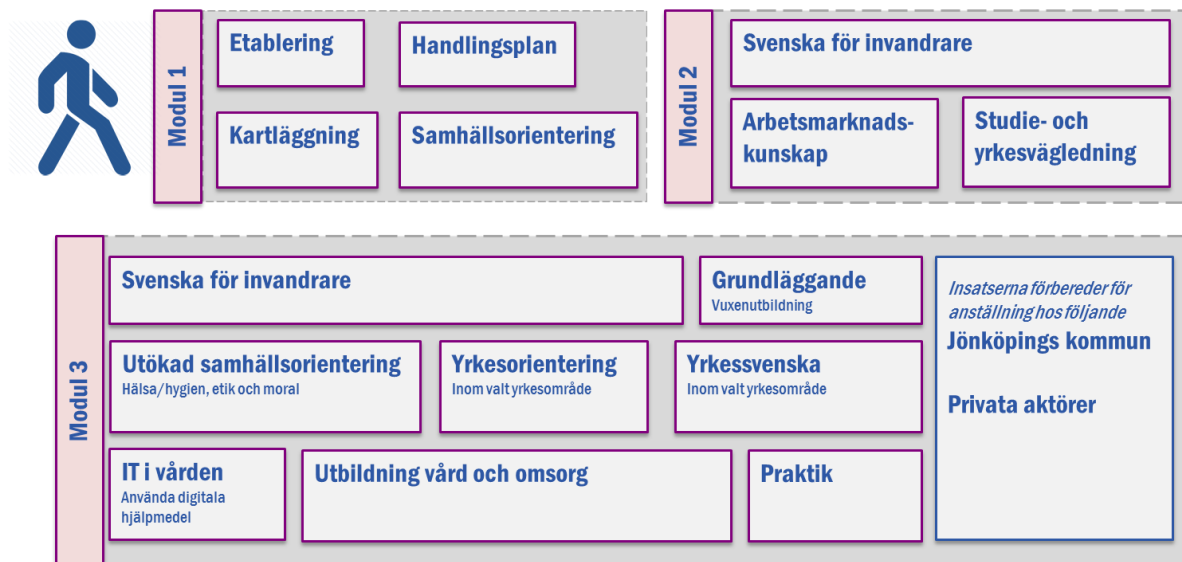 Modul 1
Etablering
Handlingsplan
Kartläggning
Samhällsorientering
Modul 2
Svenska för invandrare
Arbetsmarknads-
kunskap
Studie- och
yrkesvägledning
Modul 3
Svenska för invandrare
Grundläggande
Vuxenutbildning
Utökad samhällsorientering
Hälsa/hygien, etik och moral
Yrkesorientering
Inom valt yrkesområde
Yrkessvenska
Inom valt yrkesområde
IT i vården
Använda digitala
hjälpmedel
Utbildning vård och omsorg
Praktik
Insatserna förbereder för
anställning hos följande
Jönköpings kommun
Privata aktörer